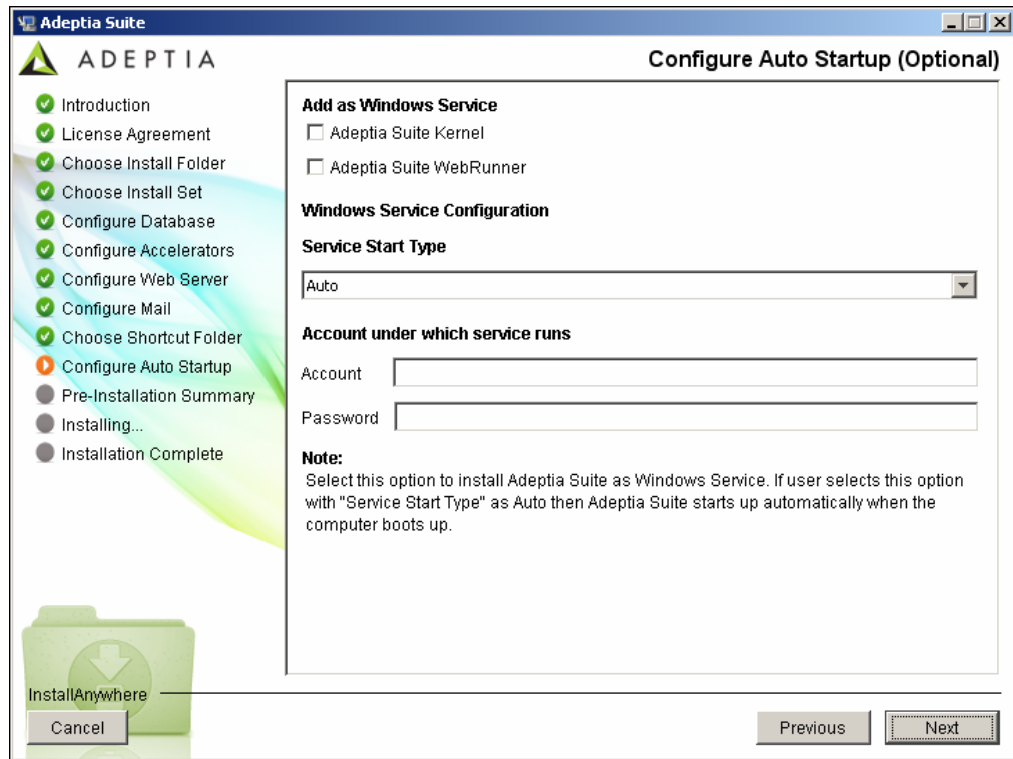 Adeptia Suite
ADEPTIA
Configure Auto Startup (Optional)
Introduction
License Agreement
Choose Install Folder
Choose Install Set
Configure Database
Configure Accelerators
Configure Web Server
Configure Mail
Choose Shortcut Folder
Configure Auto Startup
Pre-Installation Summary
Installing...
Installation Complete
Add as Windows Service
Adeptia Suite Kernel
Adeptia Suite WebRunner
Windows Service Configuration
Service Start Type
Auto
Account under which service runs
Account
Password
Note:
Select this option to install Adeptia Suite as Windows Service. If user selects this option
with "Service Start Type" as Auto then Adeptia Suite starts up automatically when the
computer boots up.
InstallAnywhere
Cancel
Previous
Next